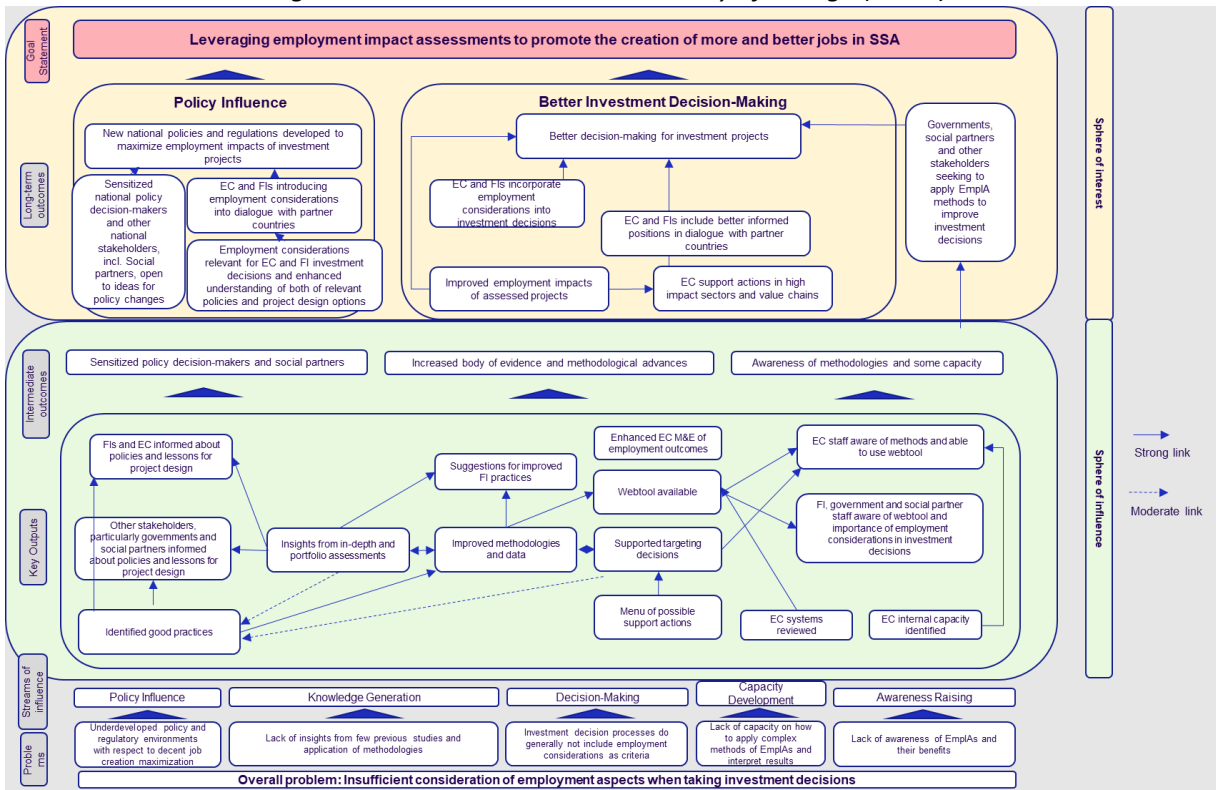 Goal
Statement
Leveraging employment impact assessments to promote the creation of more and better jobs in SSA
Policy Influence
Better Investment Decision-Making
Long-term
outcomes
New national policies and regulations developed to
maximize employment impacts of investment
projects
Sensitized
national policy
decision-makers
and other
national
stakeholders,
incl. Social
partners, open
to ideas for
policy changes
EC and FIs introducing
employment considerations
into dialogue with partner
countries
Employment considerations
relevant for EC and FI investment
decisions and enhanced
understanding of both of relevant
policies and project design options
Better decision-making for investment projects
EC and FIs incorporate
employment
considerations into
investment decisions
EC and FIs include better informed
positions in dialogue with partner
countries
Improved employment impacts
of assessed projects
EC support actions in high
impact sectors and value chains
Governments,
social partners
and other
stakeholders
seeking to
apply EmpIA
methods to
improve
investment
decisions
Sphere of interest
Intermediate
outcomes
Sensitized policy decision-makers and social partners
Increased body of evidence and methodological advances
Awareness of methodologies and some capacity
Key Outputs
FIs and EC informed about
policies and lessons for
project design
Other stakeholders,
particularly governments and
social partners informed
about policies and lessons for
project design
Identified good practices
Insights from in-depth and
portfolio assessments
Suggestions for improved
FI practices
Improved methodologies
and data
Enhanced EC M&E of
employment outcomes
Webtool available
Supported targeting
decisions
Menu of possible
support actions
EC staff aware of methods and able
to use webtool
FI, government and social partner
staff aware of webtool and
importance of employment
considerations in investment
decisions
EC systems
reviewed
EC internal capacity
identified
Sphere of influence
Strong link
Moderate link
Streams of
influence
Policy Influence
Knowledge Generation
Decision-Making
Capacity
Development
Awareness Raising
Proble
ms
Underdeveloped policy and
regulatory environments
with respect to decent job
creation maximization
Lack of insights from few previous studies and
application of methodologies
Investment decision processes do
generally not include employment
considerations as criteria
Lack of capacity on how
to apply complex
methods of EmpIAs and
interpret results
Lack of awareness of EmpIAs and
their benefits
Overall problem: Insufficient consideration of employment aspects when taking investment decisions